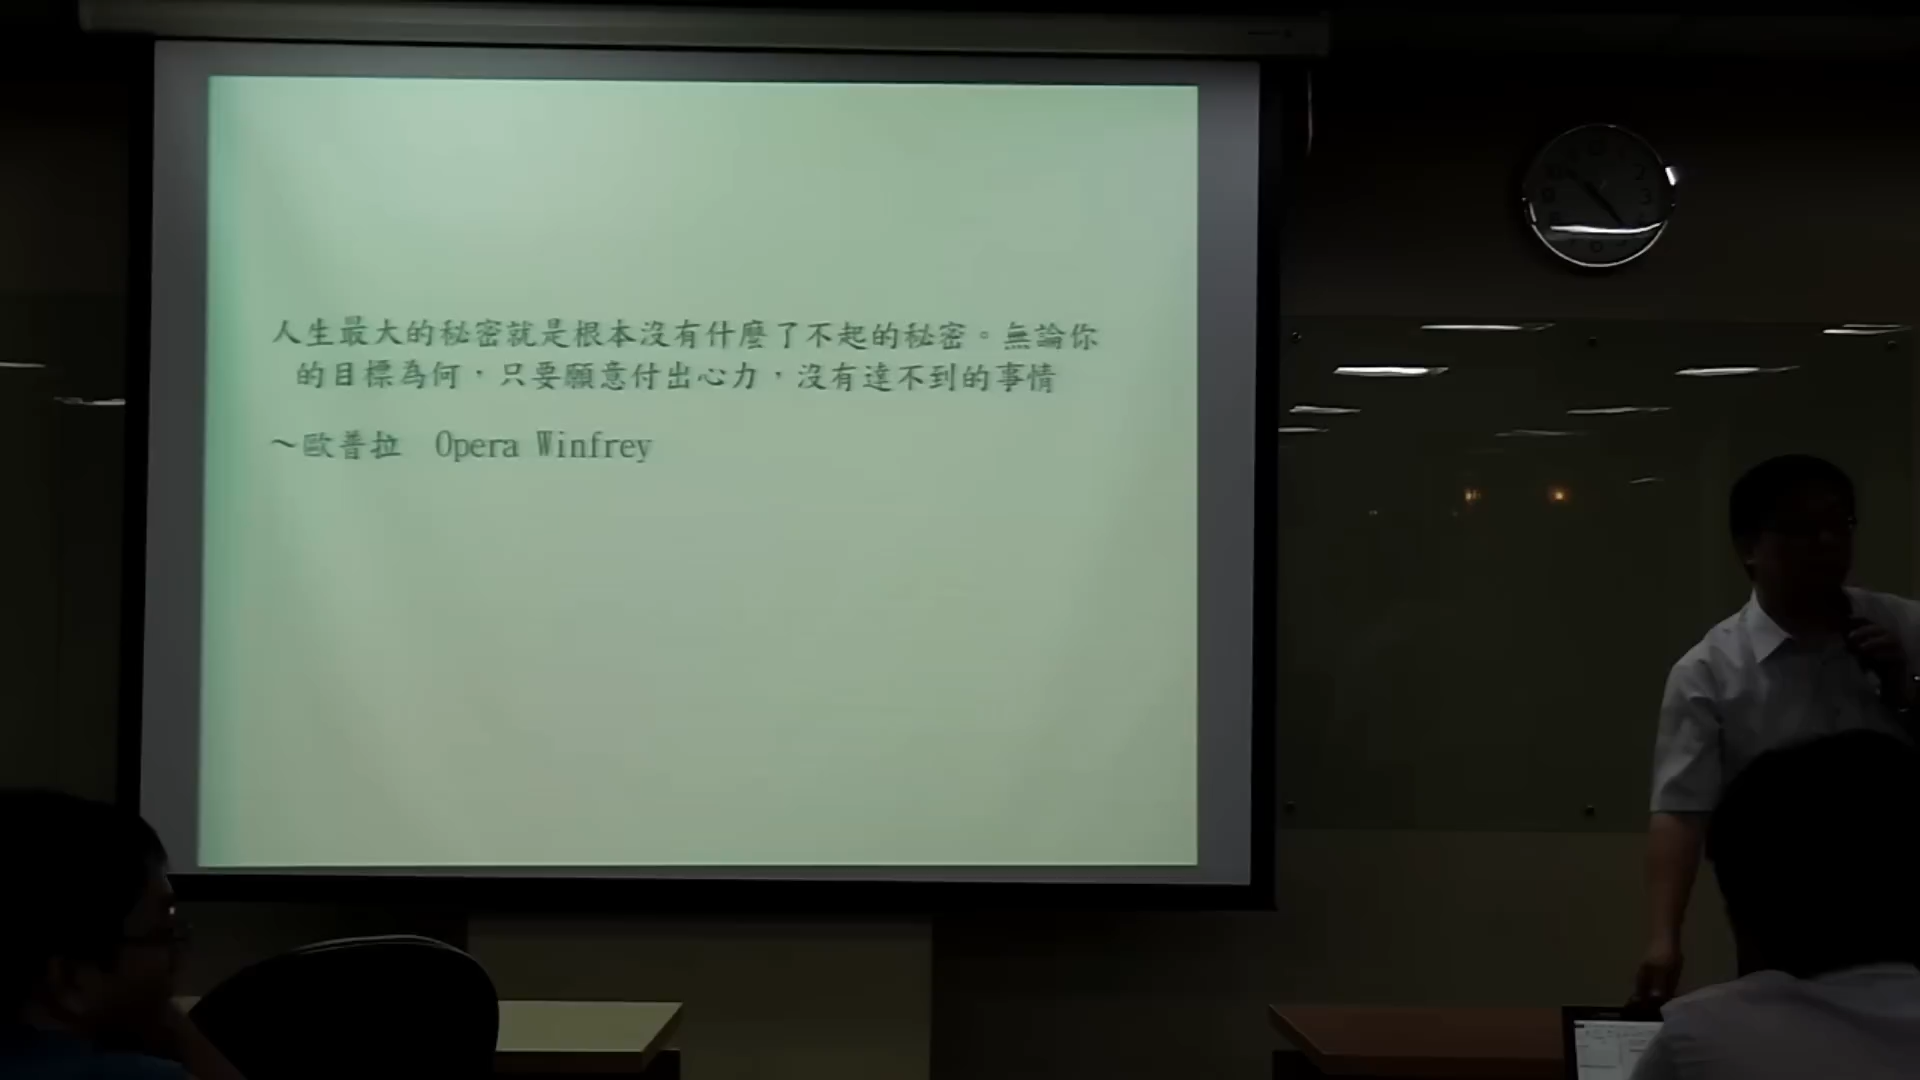 人生最大的秘密就是根本沒有什麼了不起的秘密。無論你
的目標為何，只要願意付出心力，沒有達不到的事情
～歐普拉　Opera Winfrey